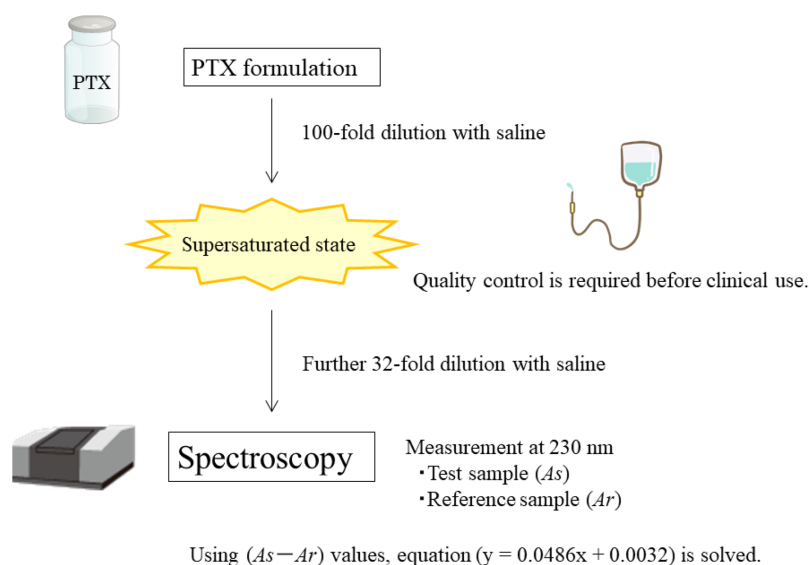 PTX
PTX formulation
100-fold dilution with saline
Supersaturated state
Quality control is required before clinical use.
Further 32-fold dilution with saline
Spectroscopy
Measurement at 230 nm
・Test sample (As)
・Reference sample (Ar)
Using (As－Ar) values, equation (y = 0.0486x + 0.0032) is solved.